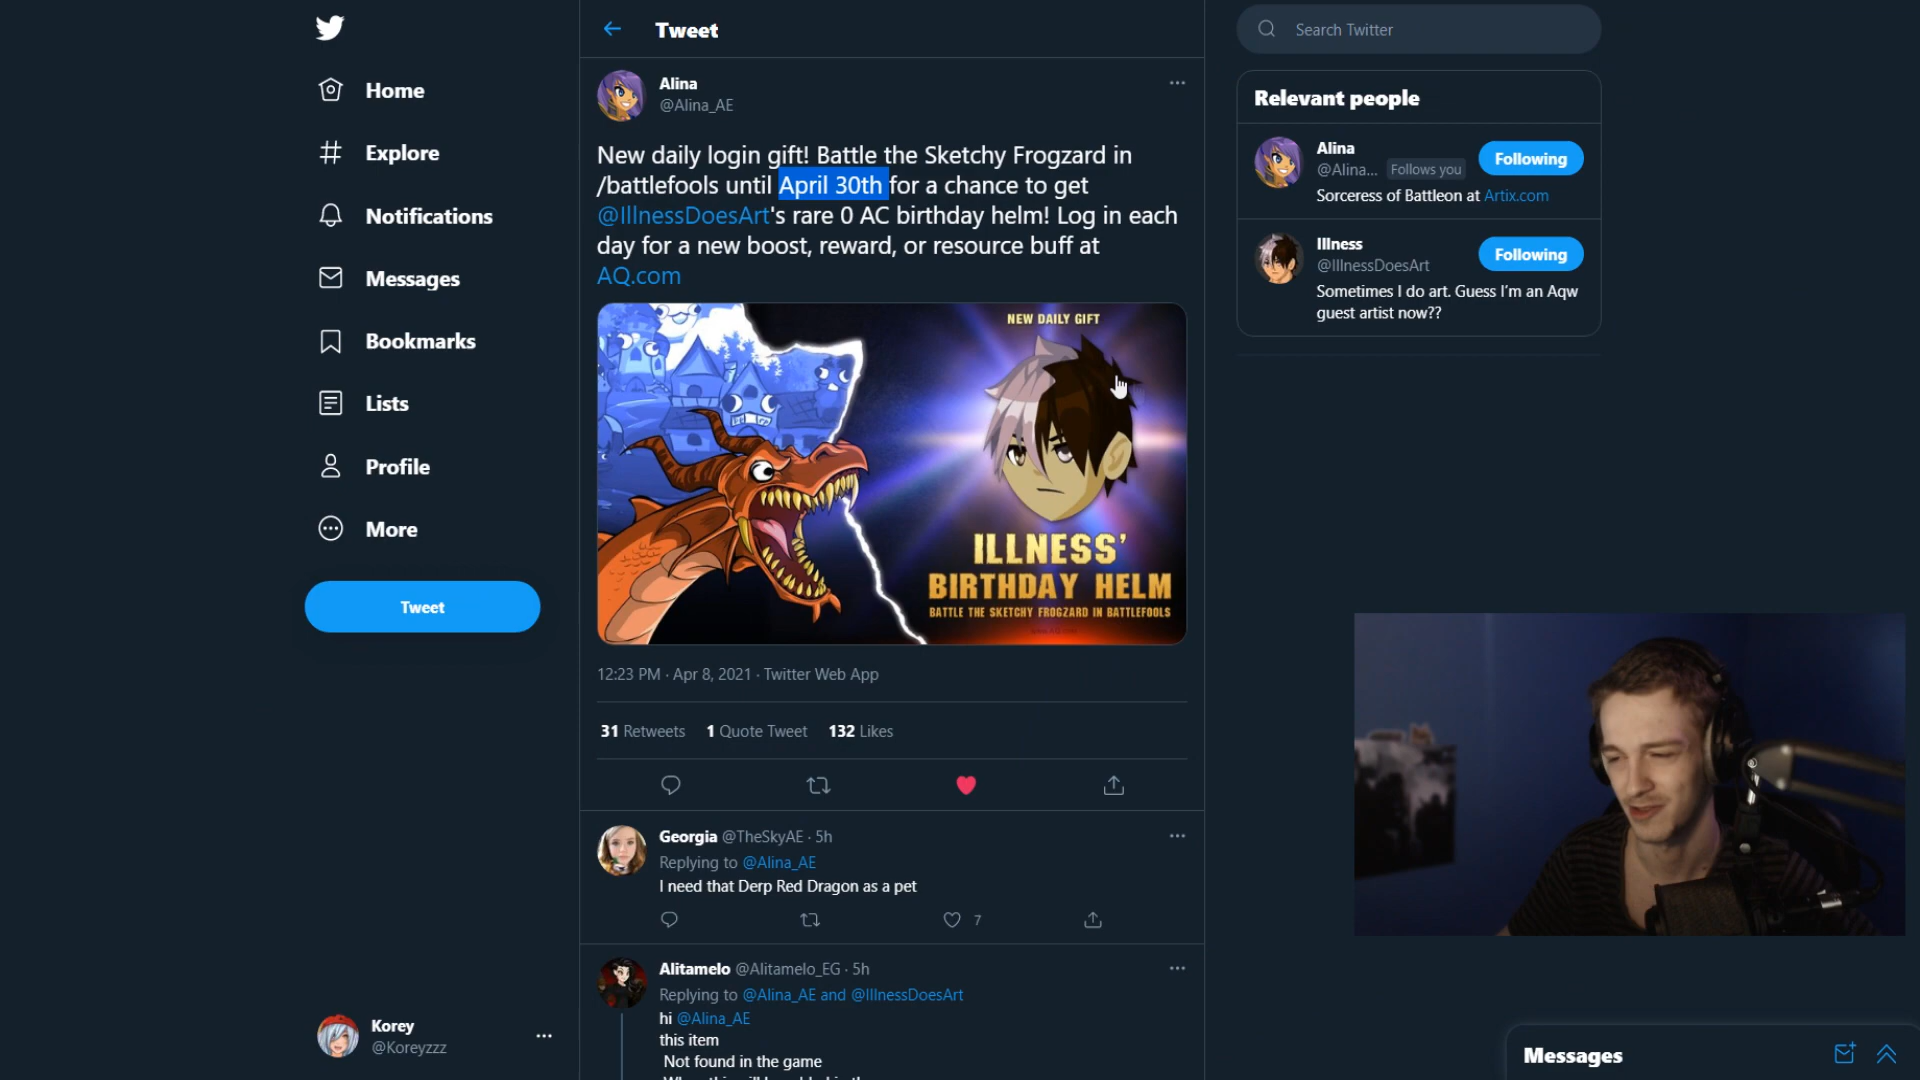 Home
Explore
Notifications
Messages
Bookmarks
Lists
Profile
More
Tweet
Korey
@Koreyzzz
Tweet
Alina
@Alina_AE
New daily login gift! Battle the Sketchy Frogzard in
/battlefools until April 30th for a chance to get
@IllnessDoesArt's rare 0 AC birthday helm! Log in each
day for a new boost, reward, or resource buff at
AQ.com
NEW DAILY GIFT
ILLNESS'
BIRTHDAY HELM
BATTLE THE SKETCHY FROGZARD IN BATTLEFOOLS
12:23 PM · Apr 8, 2021 · Twitter Web App
31 Retweets 1 Quote Tweet 132 Likes
Georgia @TheSkyAE · 5h
Replying to @Alina_AE
I need that Derp Red Dragon as a pet
7
Alitamelo @Alitamelo_EG · 5h
Replying to @Alina_AE and @IllnessDoesArt
hi @Alina_AE
this item
Not found in the game
Search Twitter
Relevant people
Alina
@Alina... Follows you
Following
Sorceress of Battleon at Artix.com
Illness
@IllnessDoesArt
Following
Sometimes I do art. Guess I'm an Aqw
guest artist now??
Messages